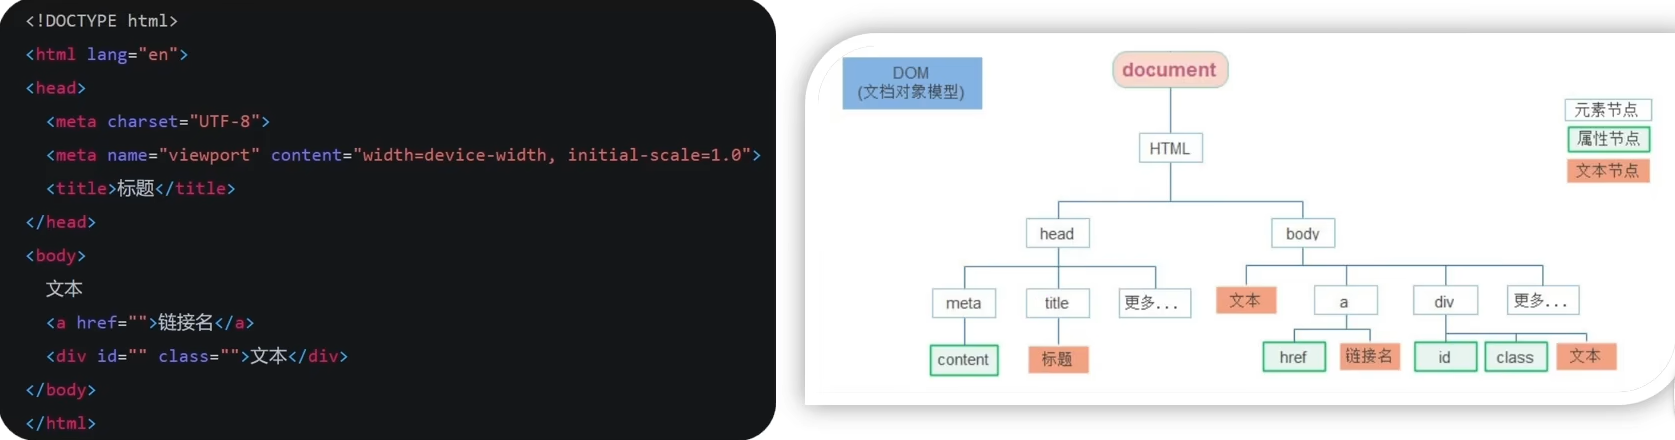 <!DOCTYPE html>
<html lang="en">
<head>
<meta charset="UTF-8">
<meta name="viewport" content="width=device-width, initial-scale=1.0">
<title>标题</title>
</head>
<body>
文本
<a href="">链接名</a>
<div id="" class="">文本</div>
</body>
</html>
DOM
(文档对象模型)
document
元素节点
属性节点
文本节点
HTML
head
body
meta
title
更多...
文本
a
div
更多...
content
标题
href
链接名
id
class
文本